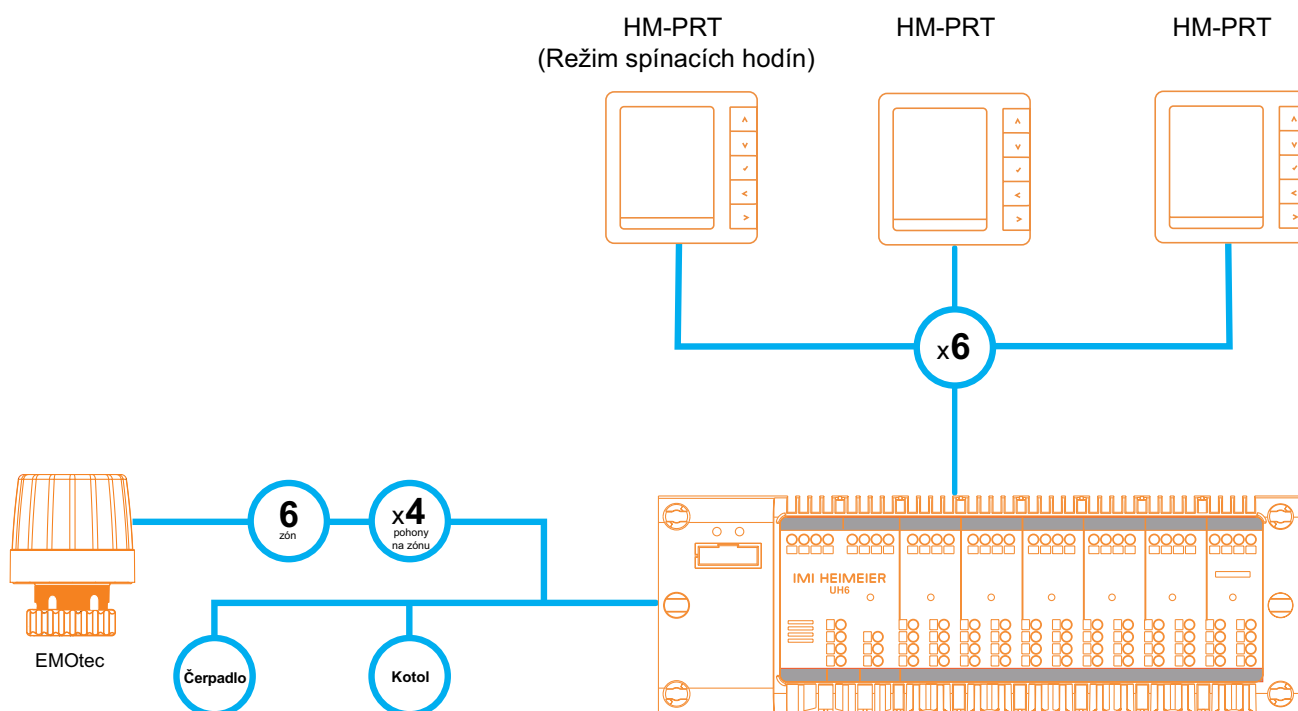 HM-PRT
(Režim spínacích hodín)
HM-PRT
HM-PRT
x6
6
zón
x4
pohony
na zónu
IMI HEIMEIER
UH6
EMOtec
Čerpadlo
Kotol